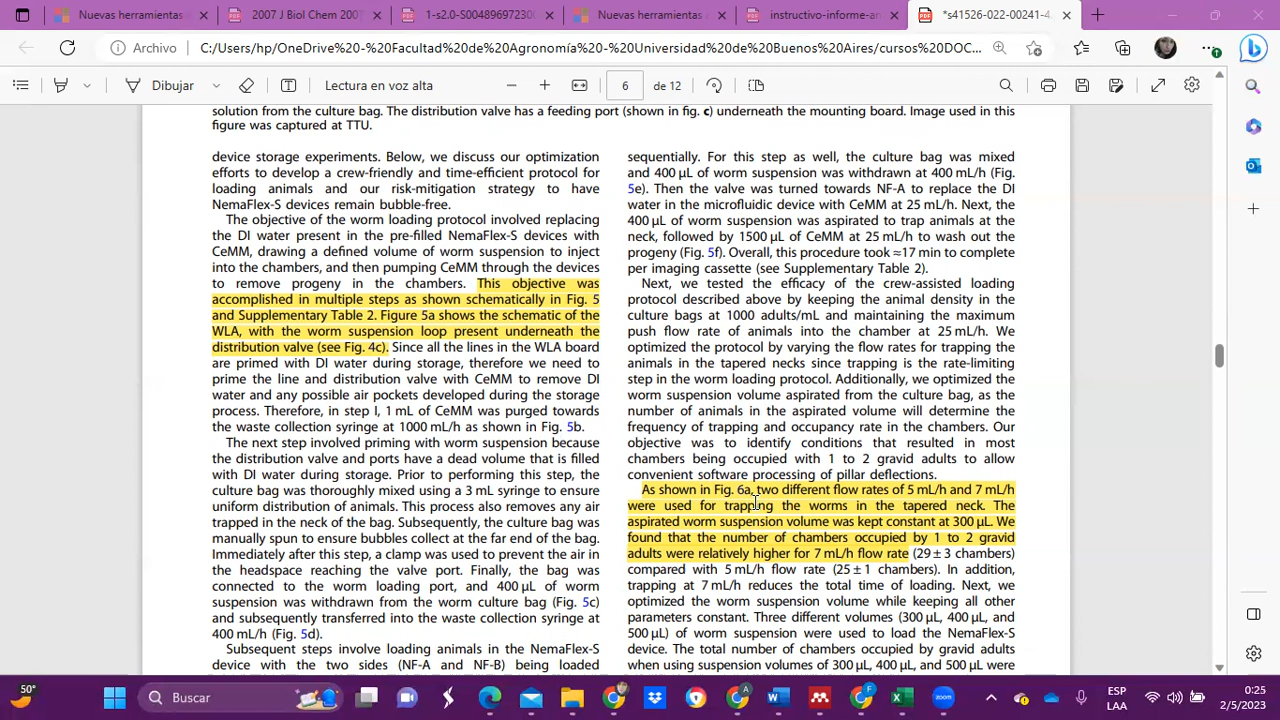 Nuevas herramientas
2007 J Biol Chem 2007
1-s2.0-S004896972300
Nuevas herramientas e
instructivo-informe-an
*s41526-022-00241-4.
Archivo
C:/Users/hp/OneDrive%20-%20Facultad%20de%20Agronomía%20-%20Universidad%20de%20Buenos%20Aires/cursos%20DOC...
Dibujar
Lectura en voz alta
6
de 12
solution from the culture bag. The distribution valve has a feeding port (shown in fig. c) underneath the mounting board. Image used in this
figure was captured at TTU.
device storage experiments. Below, we discuss our optimization
efforts to develop a crew-friendly and time-efficient protocol for
loading animals and our risk-mitigation strategy to have
NemaFlex-S devices remain bubble-free.
The objective of the worm loading protocol involved replacing
the DI water present in the pre-filled NemaFlex-S devices with
CeMM, drawing a defined volume of worm suspension to inject
into the chambers, and then pumping CeMM through the devices
to remove progeny in the chambers. This objective was
accomplished in multiple steps as shown schematically in Fig. 5
and Supplementary Table 2. Figure 5a shows the schematic of the
WLA, with the worm suspension loop present underneath the
distribution valve (see Fig. 4c). Since all the lines in the WLA board
are primed with DI water during storage, therefore we need to
prime the line and distribution valve with CeMM to remove DI
water and any possible air pockets developed during the storage
process. Therefore, in step I, 1 mL of CeMM was purged towards
the waste collection syringe at 1000 mL/h as shown in Fig. 5b.
The next step involved priming with worm suspension because
the distribution valve and ports have a dead volume that is filled
with DI water during storage. Prior to performing this step, the
culture bag was thoroughly mixed using a 3 mL syringe to ensure
uniform distribution of animals. This process also removes any air
trapped in the neck of the bag. Subsequently, the culture bag was
manually spun to ensure bubbles collect at the far end of the bag.
Immediately after this step, a clamp was used to prevent the air in
the headspace reaching the valve port. Finally, the bag was
connected to the worm loading port, and 400 µL of worm
suspension was withdrawn from the worm culture bag (Fig. 5c)
and subsequently transferred into the waste collection syringe at
400 mL/h (Fig. 5d).
Subsequent steps involve loading animals in the NemaFlex-S
device with the two sides (NF-A and NF-B) being loaded
sequentially. For this step as well, the culture bag was mixed
and 400 µL of worm suspension was withdrawn at 400 mL/h (Fig.
5e). Then the valve was turned towards NF-A to replace the DI
water in the microfluidic device with CeMM at 25 mL/h. Next, the
400 µL of worm suspension was aspirated to trap animals at the
neck, followed by 1500 µL of CeMM at 25 mL/h to wash out the
progeny (Fig. 5f). Overall, this procedure took ≈17 min to complete
per imaging cassette (see Supplementary Table 2).
Next, we tested the efficacy of the crew-assisted loading
protocol described above by keeping the animal density in the
culture bags at 1000 adults/mL and maintaining the maximum
push flow rate of animals into the chamber at 25 mL/h. We
optimized the protocol by varying the flow rates for trapping the
animals in the tapered necks since trapping is the rate-limiting
step in the worm loading protocol. Additionally, we optimized the
worm suspension volume aspirated from the culture bag, as the
number of animals in the aspirated volume will determine the
frequency of trapping and occupancy rate in the chambers. Our
objective was to identify conditions that resulted in most
chambers being occupied with 1 to 2 gravid adults to allow
convenient software processing of pillar deflections.
As shown in Fig. 6a, two different flow rates of 5 mL/h and 7 mL/h
were used for trapping the worms in the tapered neck. The
aspirated worm suspension volume was kept constant at 300 µL. We
found that the number of chambers occupied by 1 to 2 gravid
adults were relatively higher for 7 mL/h flow rate (29 ± 3 chambers)
compared with 5 mL/h flow rate (25 ± 1 chambers). In addition,
trapping at 7 mL/h reduces the total time of loading. Next, we
optimized the worm suspension volume while keeping all other
parameters constant. Three different volumes (300 µL, 400 µL, and
500 µL) of worm suspension were used to load the NemaFlex-S
device. The total number of chambers occupied by gravid adults
when using suspension volumes of 300 µL, 400 µL, and 500 µL were
50°
Buscar
ESP
LAA
0:25
2/5/2023